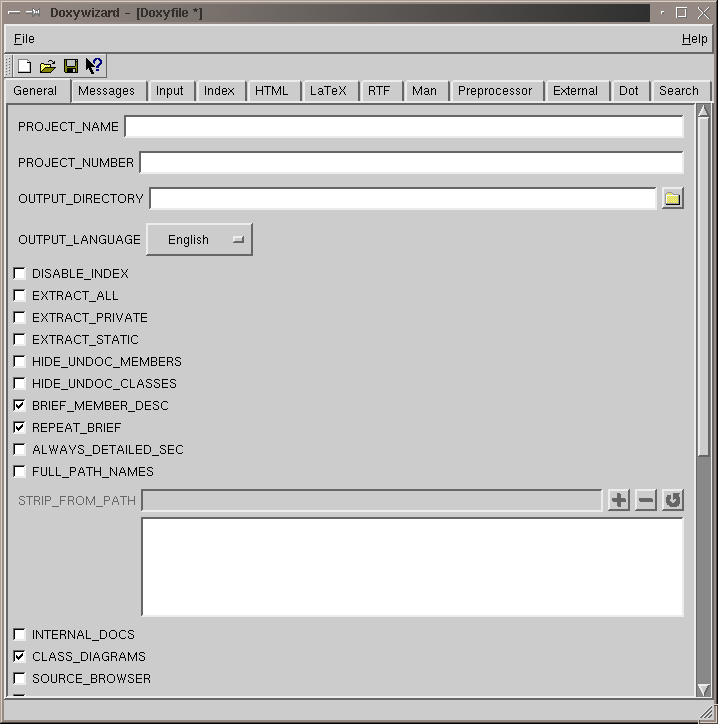 Doxywizard - [Doxyfile *]
File Help
General Messages Input Index HTML LaTeX RTF Man Preprocessor External Dot Search
PROJECT_NAME
PROJECT_NUMBER
OUTPUT_DIRECTORY
OUTPUT_LANGUAGE English
DISABLE_INDEX
EXTRACT_ALL
EXTRACT_PRIVATE
EXTRACT_STATIC
HIDE_UNDOC_MEMBERS
HIDE_UNDOC_CLASSES
BRIEF_MEMBER_DESC
REPEAT_BRIEF
ALWAYS_DETAILED_SEC
FULL_PATH_NAMES
STRIP_FROM_PATH
INTERNAL_DOCS
CLASS_DIAGRAMS
SOURCE_BROWSER